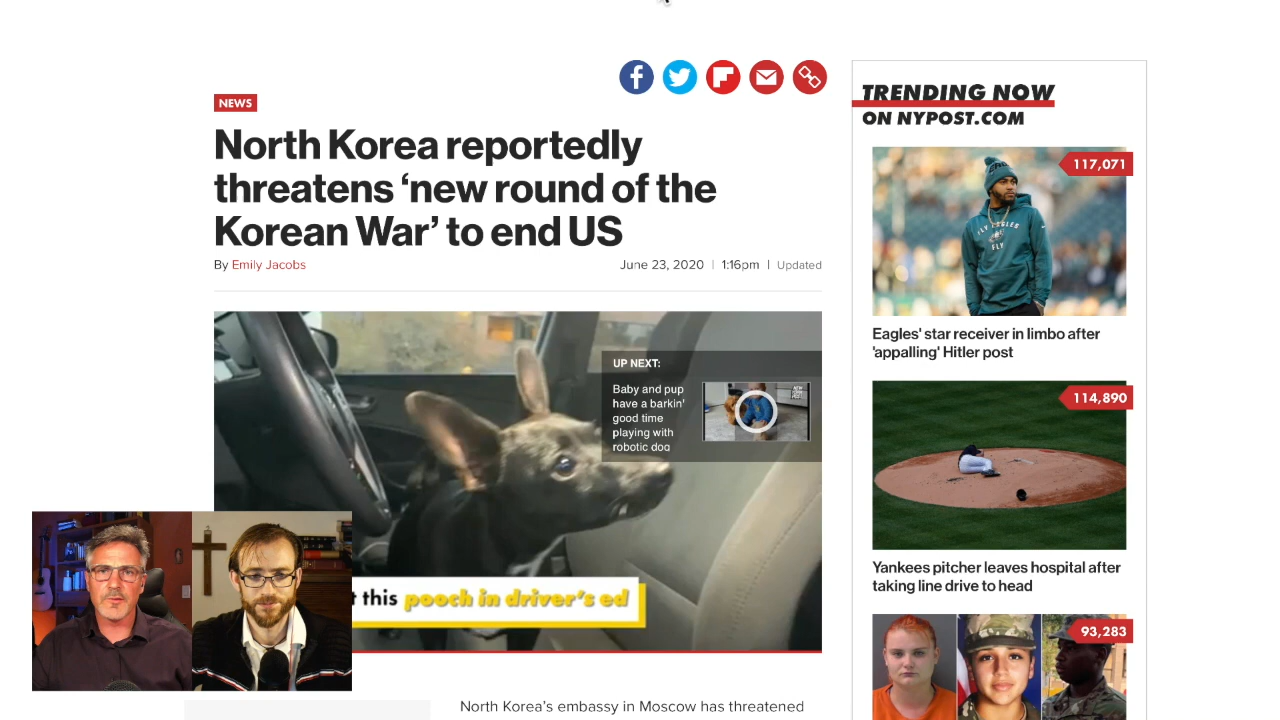 NEWS
North Korea reportedly
threatens ‘new round of the
Korean War’ to end US
By Emily Jacobs
June 23, 2020 | 1:16pm | Updated
UP NEXT:
Baby and pup
have a barkin'
good time
playing with
robotic dog
t this pooch in driver's ed
North Korea's embassy in Moscow has threatened
TRENDING NOW
ON NYPOST.COM
117,071
FLY EAGLES
FLY
Eagles' star receiver in limbo after
'appalling' Hitler post
114,890
Yankees pitcher leaves hospital after
taking line drive to head
93,283